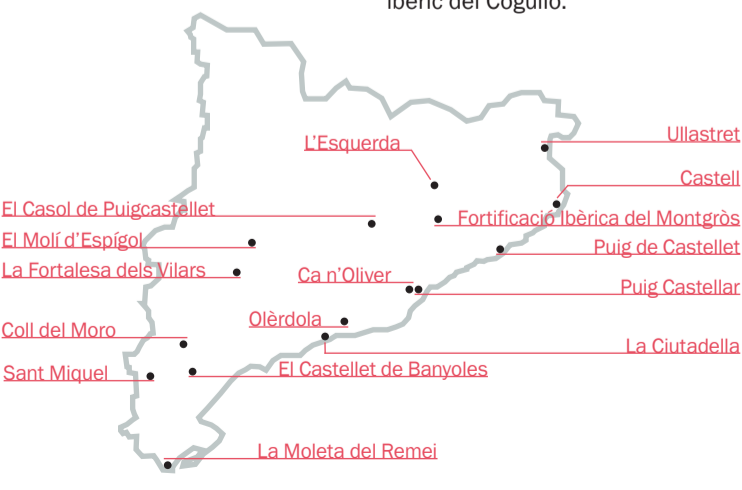 ibèric del Cogulló.
L'Esquerda
Ullastret
Castell
El Casol de Puigcastellet
Fortificació Ibèrica del Montgròs
El Molí d'Espígol
Puig de Castellet
La Fortalesa dels Vilars
Ca n'Oliver
Puig Castellar
Olèrdola
Coll del Moro
La Ciutadella
Sant Miquel
El Castellet de Banyoles
La Moleta del Remei